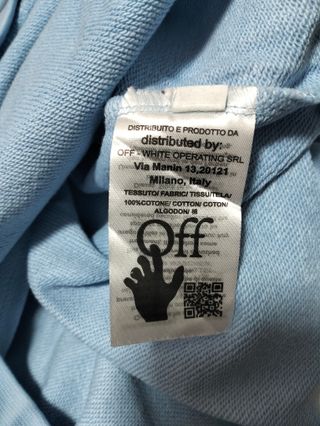 DISTRIBUITO E PRODOTTO DA
distributed by:
OFF - WHITE OPERATING SRL
Via Manin 13,20121
Milano, Italy
TESSUTO/ FABRIC/ TISSU/TELA/
100%COTONE/ COTTON/ COTON/
ALGODON/ 棉
Off